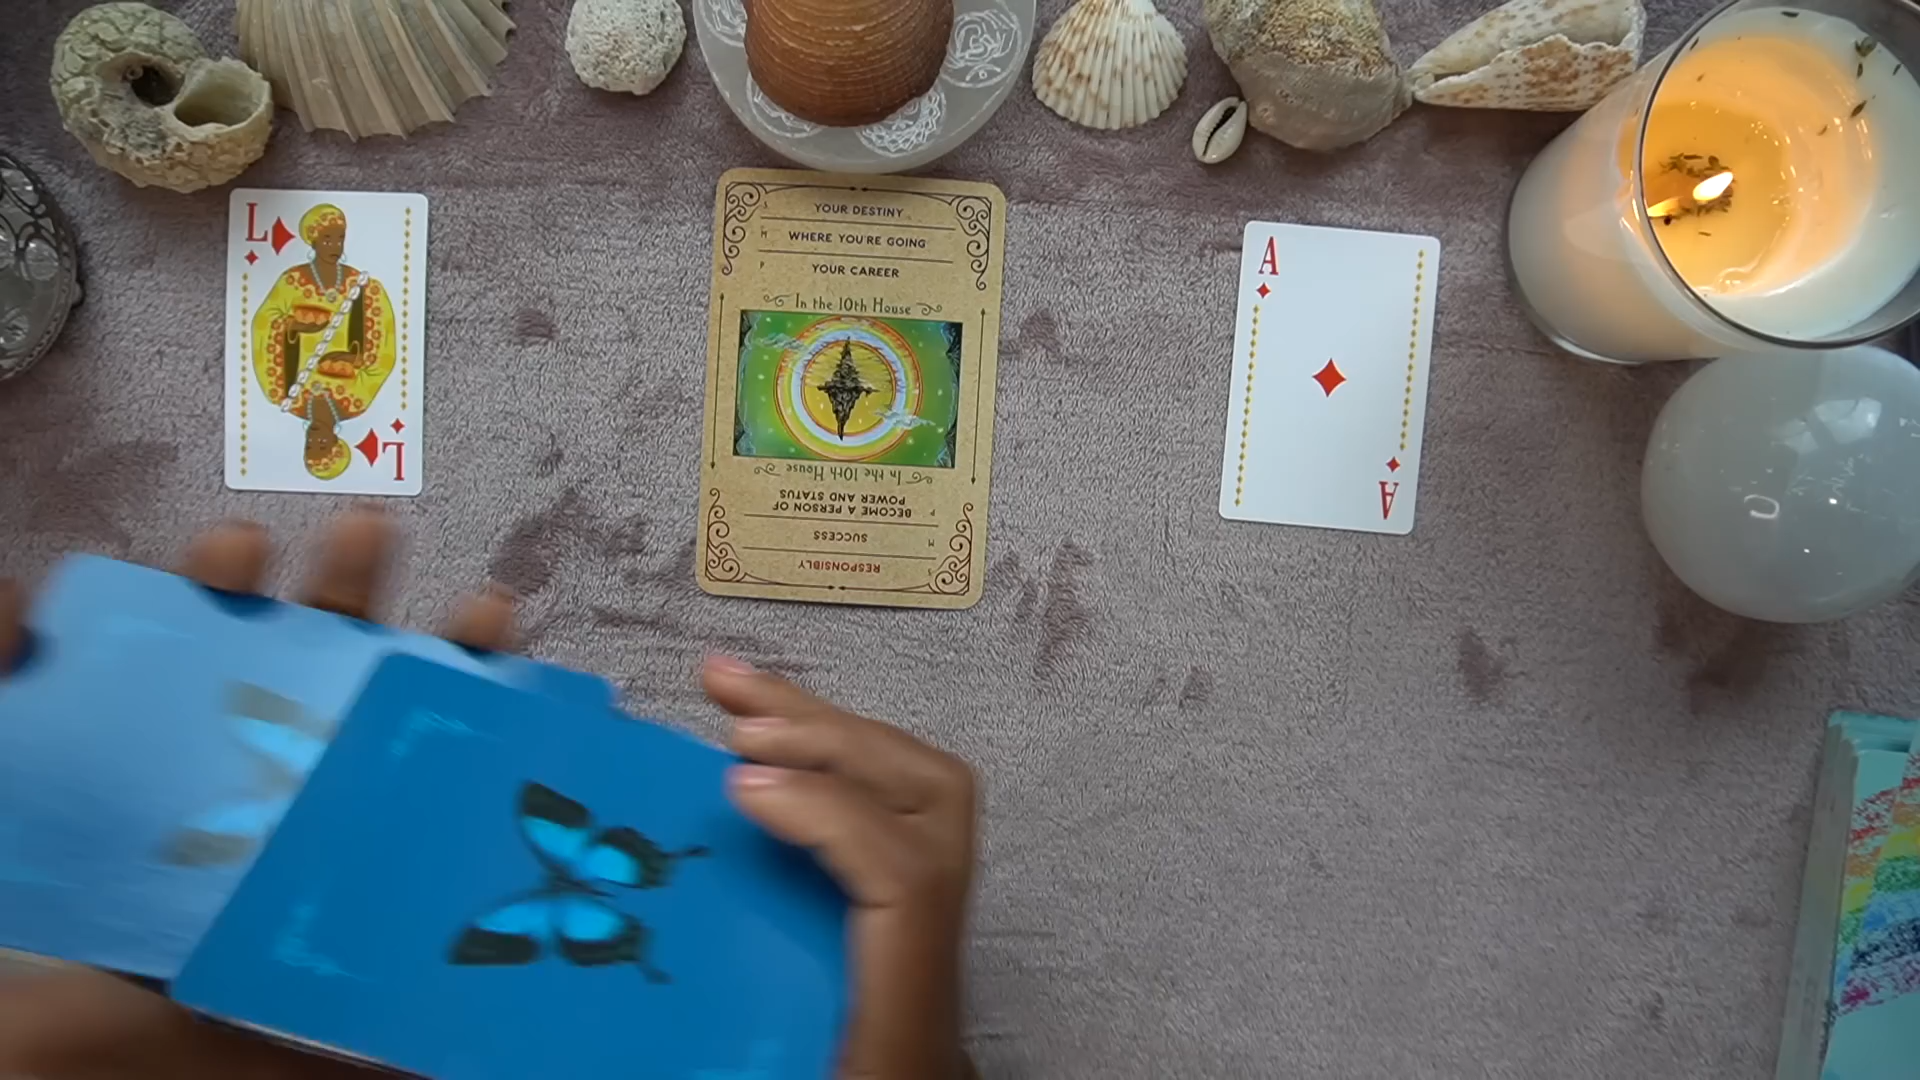 L
L
YOUR DESTINY
WHERE YOU'RE GOING
YOUR CAREER
In the 10th House
In the 10th House
BECOME A PERSON OF
POWER AND STATUS
SUCCESS
RESPONSIBLY
A
A